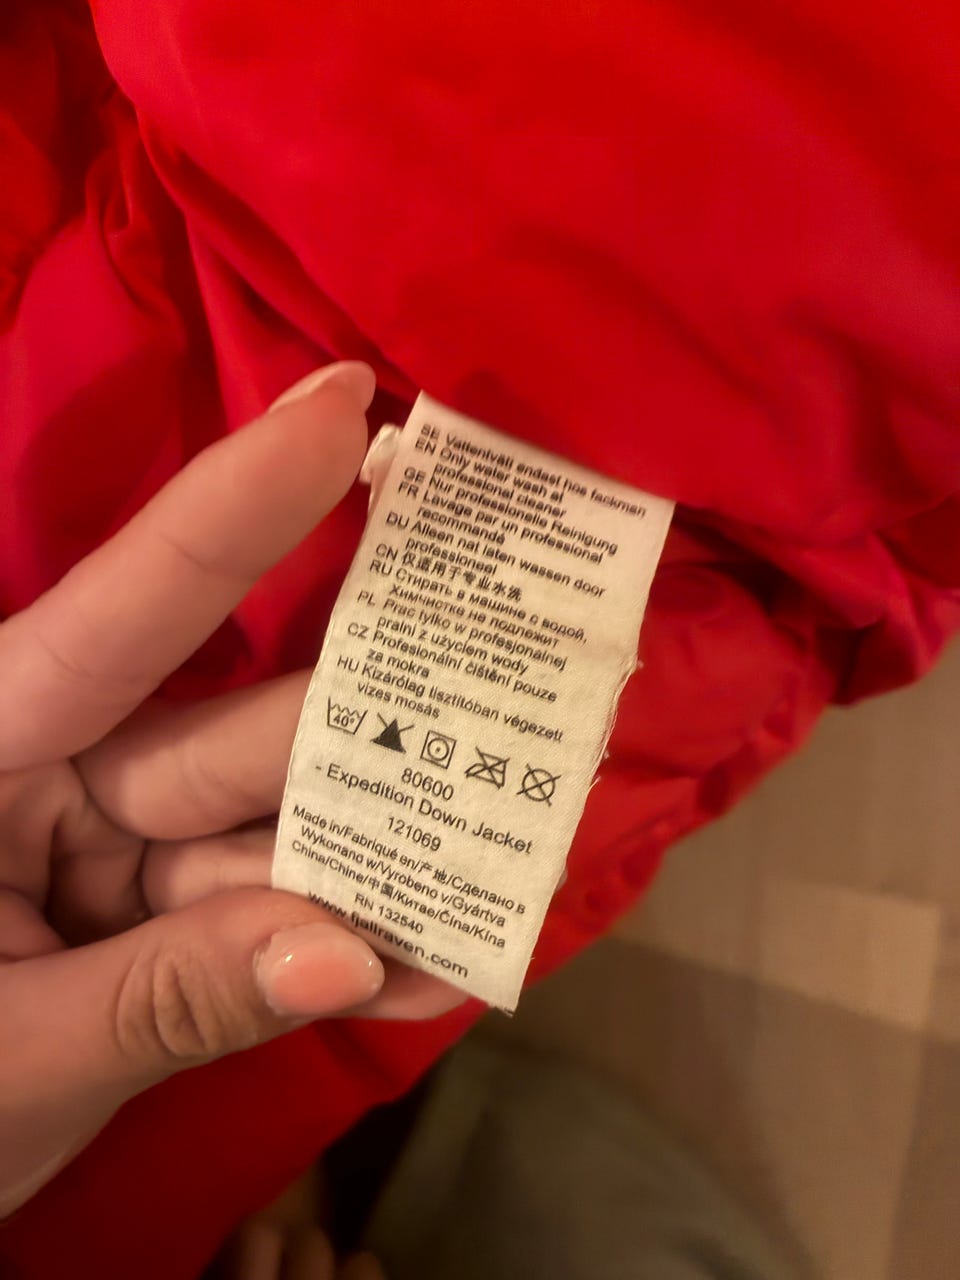 SE Vattentvätt endast hos fackman
EN Only water wash at
professional cleaner
GE Nur professionelle Reinigung
FR Lavage par un professional
recommandé
DU Alleen nat laten wassen door
professioneel
CN 仅适用于专业水洗
RU Стирать в машине с водой,
Химчистке не подлежит
PL Prac tylko w profesjonalnej
pralni z użyciem wody
CZ Profesionální čištění pouze
za mokra
HU Kizárólag tisztítóban végezett
vizes mosás
40°
80600
- Expedition Down Jacket
121069
Made in/Fabriqué en/产地/Сделано в
Wykonano w/Vyrobeno v/Gyártva
China/Chine/中国/Китае/Čína/Kína
RN 132540
www.fjallraven.com